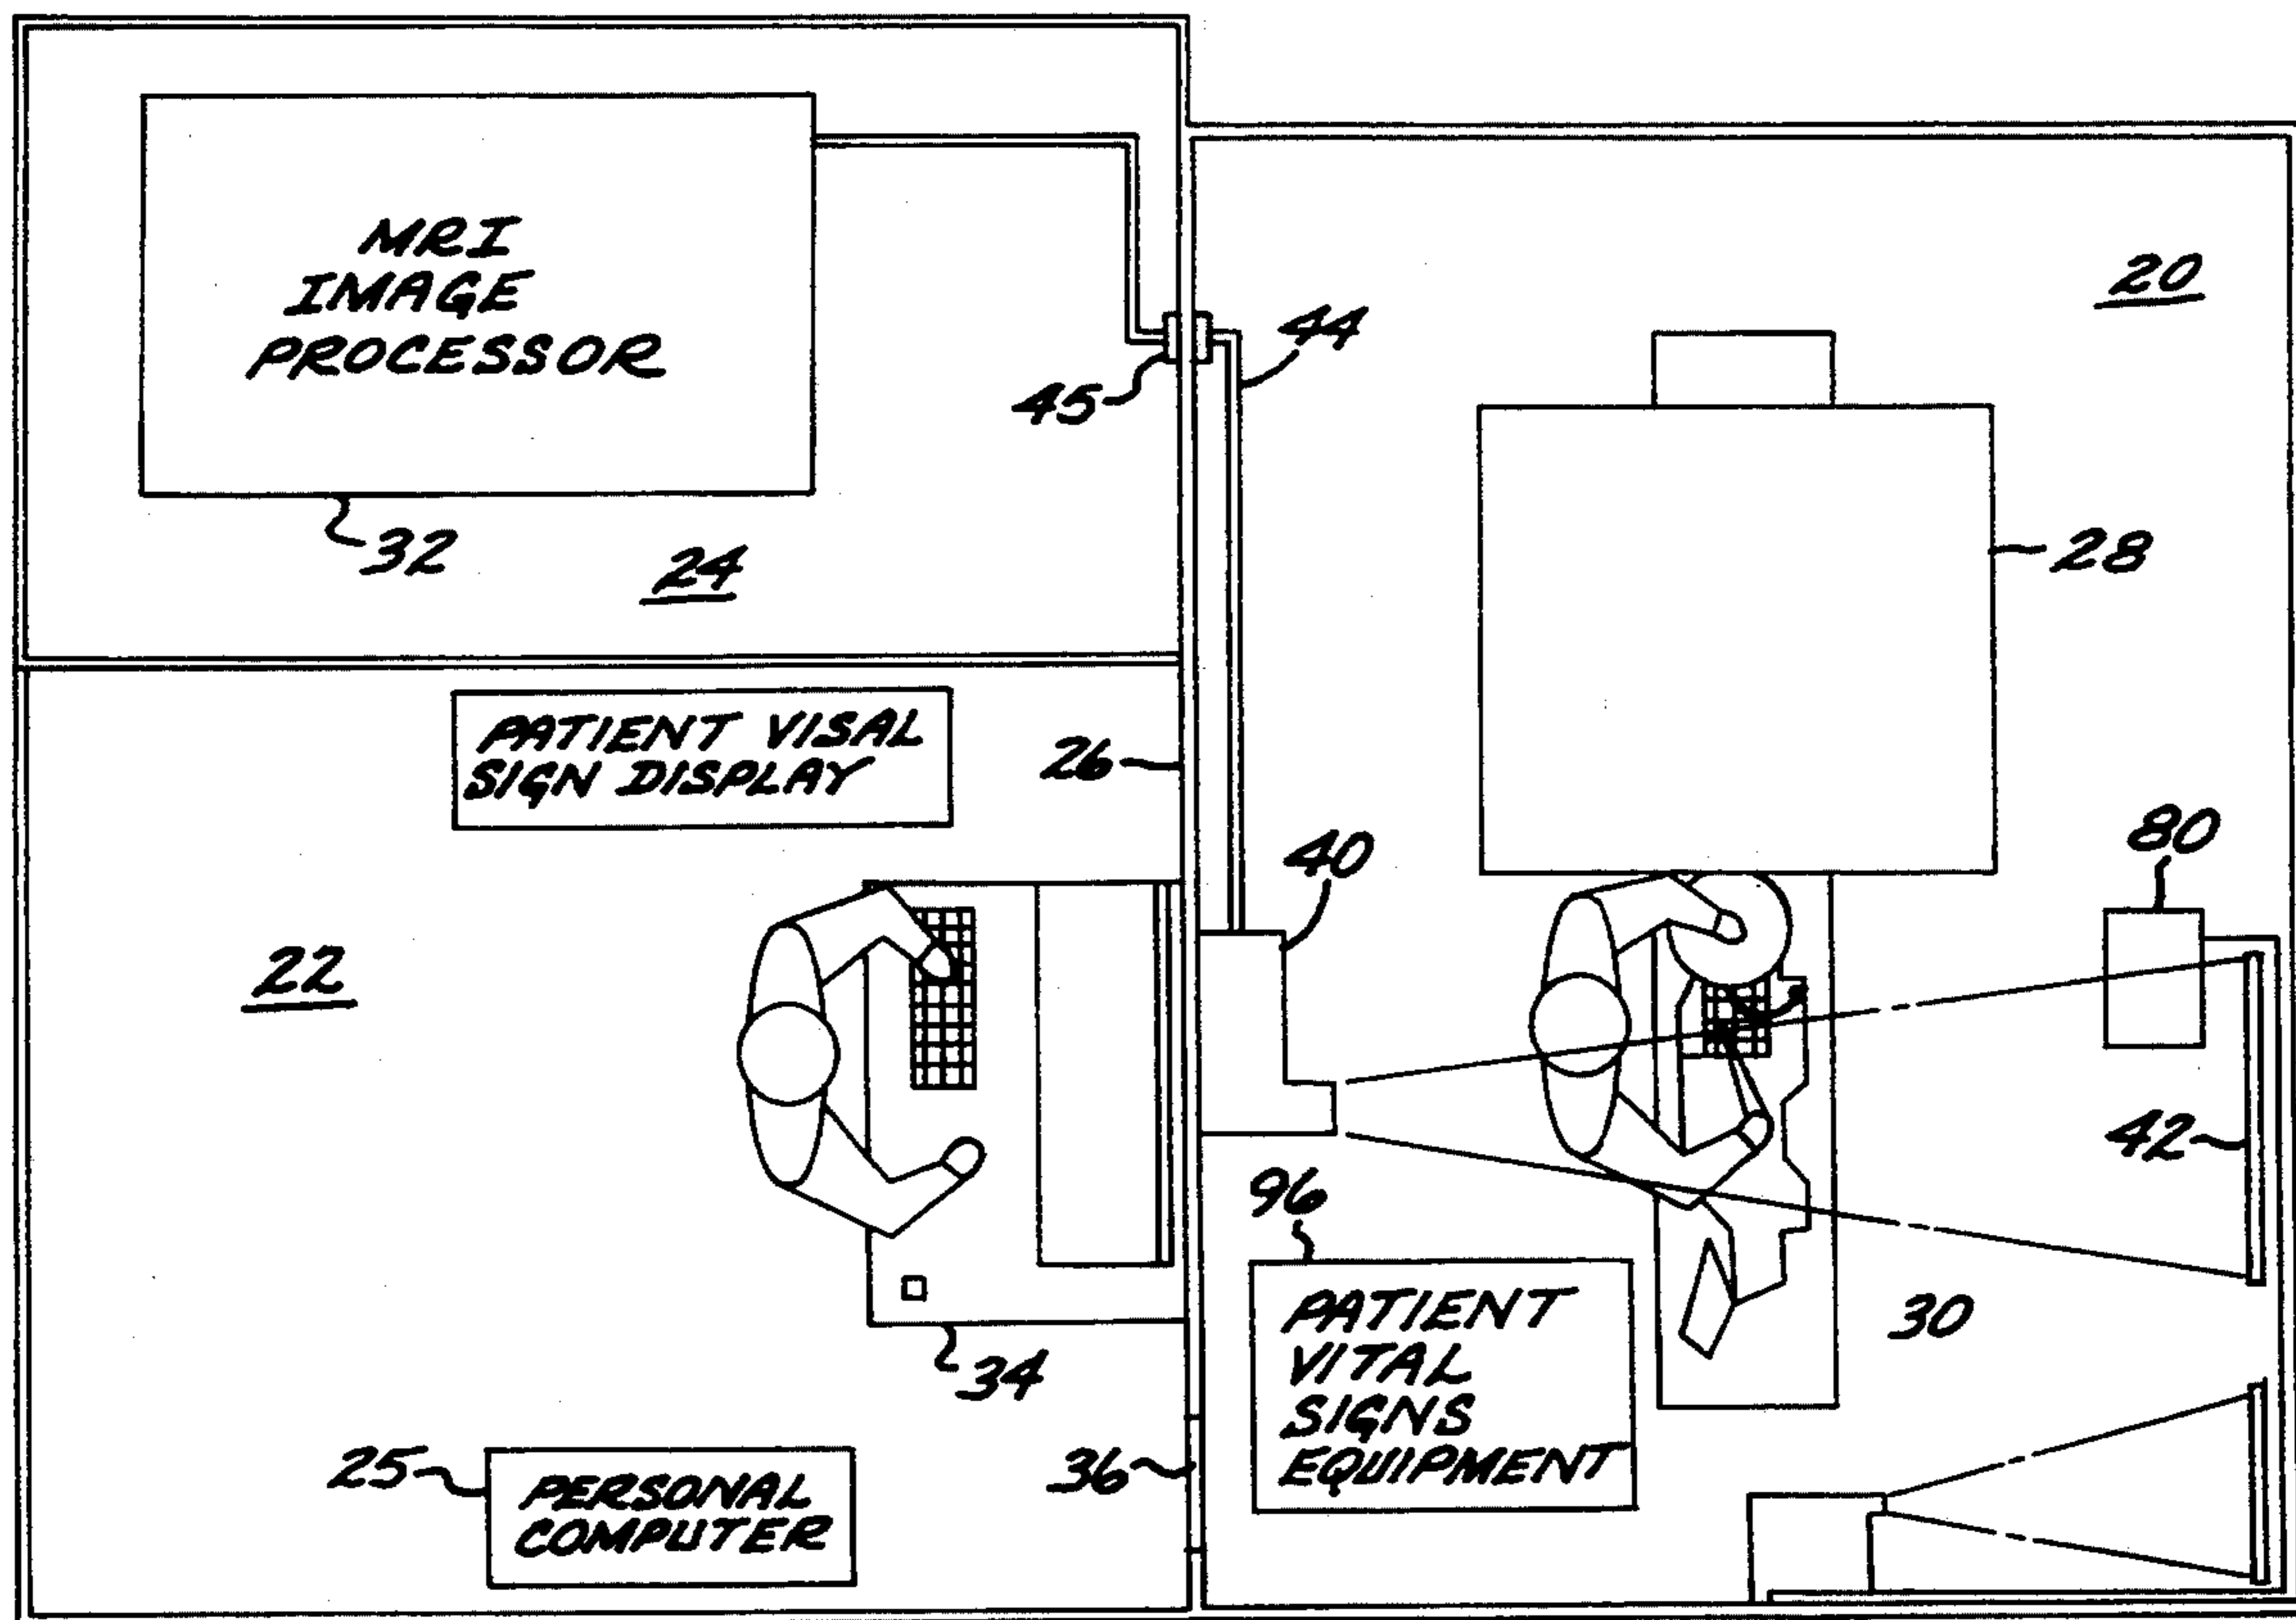 MRI
IMAGE
PROCESSOR
32
24
45
44
20
28
PATIENT VISAL
SIGN DISPLAY
26
22
40
80
42
34
96
PATIENT
VITAL
SIGNS
EQUIPMENT
30
25
PERSONAL
COMPUTER
36